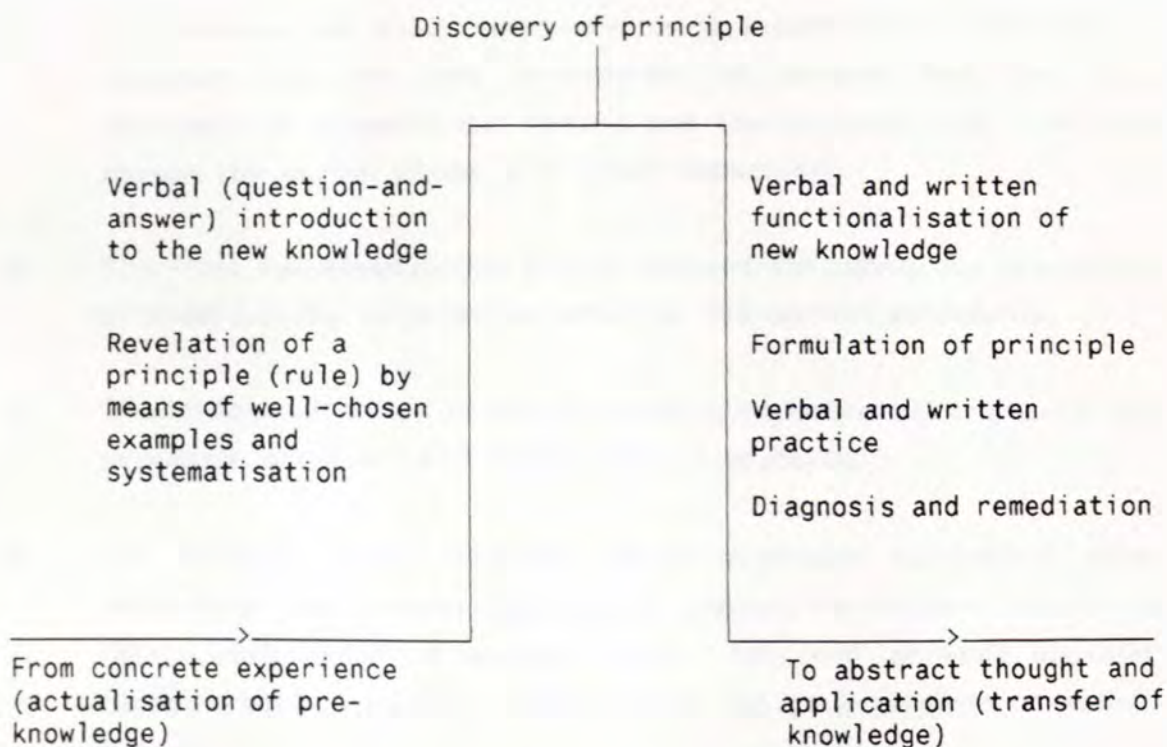 Discovery of principle
Verbal (question-and-
answer) introduction
to the new knowledge
Revelation of a
principle (rule) by
means of well-chosen
examples and
systematisation
From concrete experience
(actualisation of pre-
knowledge)
Verbal and written
functionalisation of
new knowledge
Formulation of principle
Verbal and written
practice
Diagnosis and remediation
To abstract thought and
application (transfer of
knowledge)